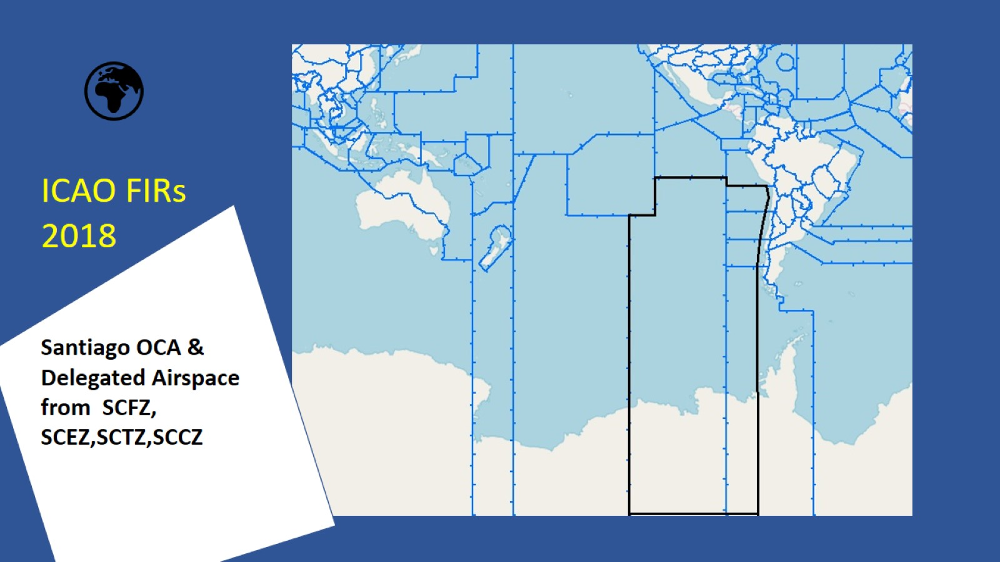 ICAO FIRs
2018
Santiago OCA &
Delegated Airspace
from  SCFZ,
SCEZ,SCTZ,SCCZ